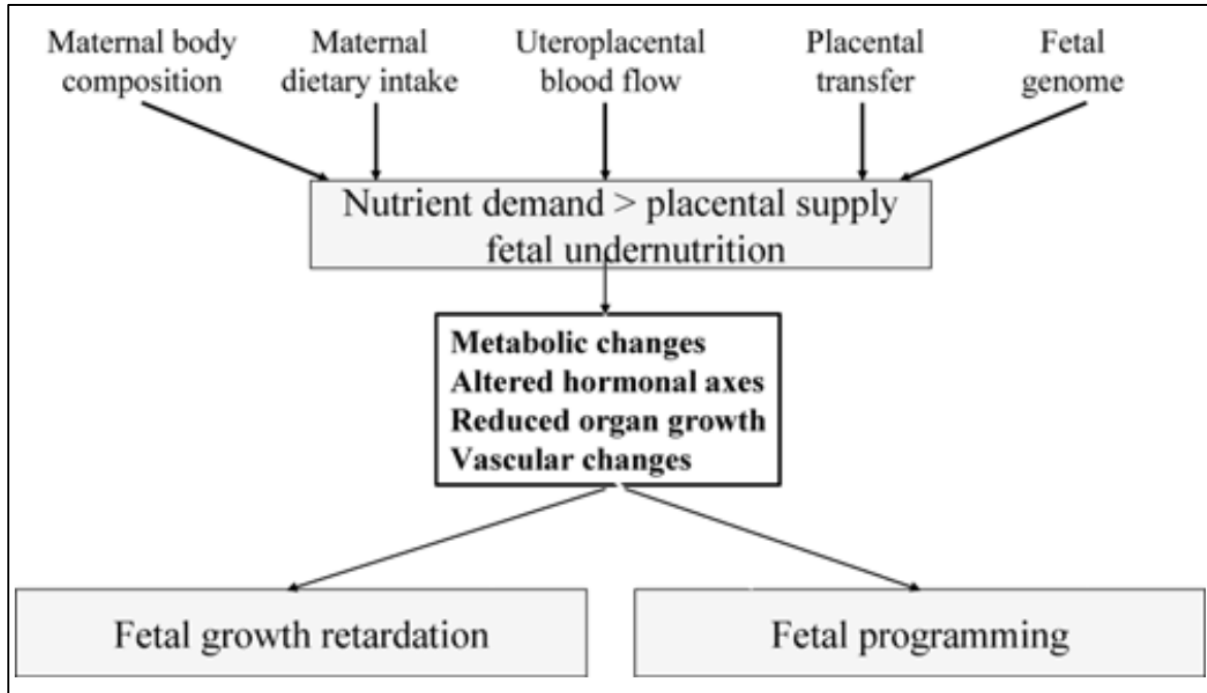 Maternal body
composition
Maternal
dietary intake
Uteroplacental
blood flow
Placental
transfer
Fetal
genome
Nutrient demand > placental supply
fetal undernutrition
Metabolic changes
Altered hormonal axes
Reduced organ growth
Vascular changes
Fetal growth retardation
Fetal programming